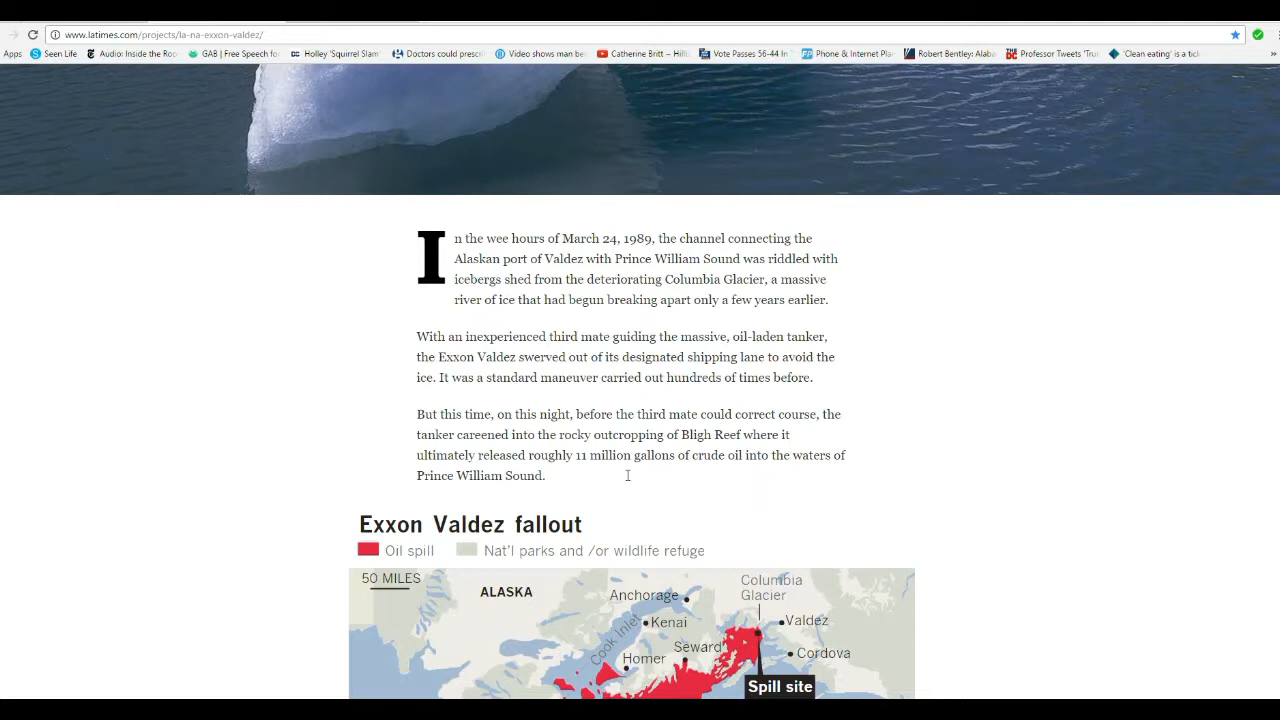 www.latimes.com/projects/la-na-exxon-valdez/
Apps Seen Life Audio: Inside the Roo GAB | Free Speech fo Holley 'Squirrel Slam' Doctors could prescri Video shows man be Catherine Britt – Hillb Vote Passes 56-44 In Phone & Internet Pla Robert Bentley: Alaba Professor Tweets 'Tru 'Clean eating' is a tick »
In the wee hours of March 24, 1989, the channel connecting the
Alaskan port of Valdez with Prince William Sound was riddled with
icebergs shed from the deteriorating Columbia Glacier, a massive
river of ice that had begun breaking apart only a few years earlier.
With an inexperienced third mate guiding the massive, oil-laden tanker,
the Exxon Valdez swerved out of its designated shipping lane to avoid the
ice. It was a standard maneuver carried out hundreds of times before.
But this time, on this night, before the third mate could correct course, the
tanker careened into the rocky outcropping of Bligh Reef where it
ultimately released roughly 11 million gallons of crude oil into the waters of
Prince William Sound.
Exxon Valdez fallout
Oil spill Nat'l parks and /or wildlife refuge
50 MILES
ALASKA
Columbia
Glacier
Anchorage
Kenai
Valdez
Cook Inlet
Seward
Cordova
Homer
Spill site